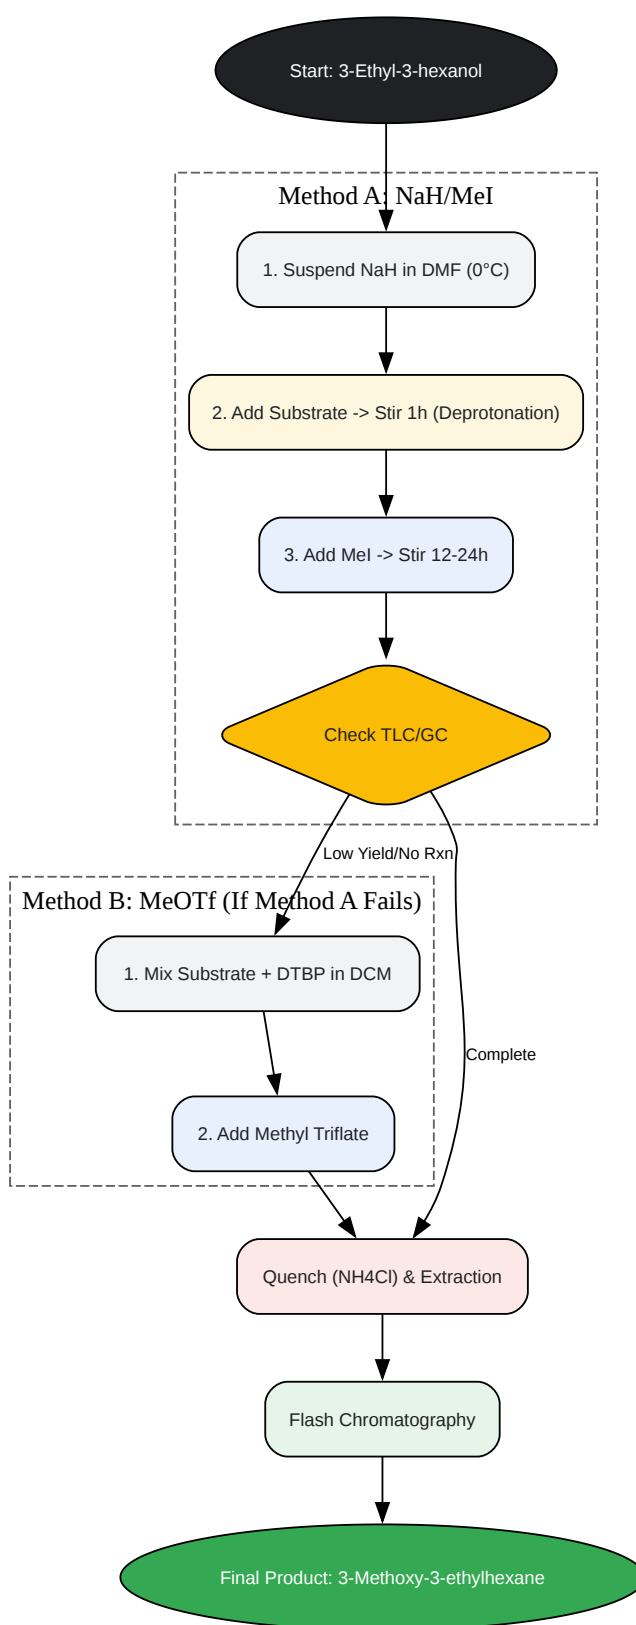 Start: 3-Ethyl-3-hexanol
Method A: NaH/MeI
1. Suspend NaH in DMF (0°C)
2. Add Substrate -> Stir 1h (Deprotonation)
3. Add MeI -> Stir 12-24h
Check TLC/GC
Low Yield/No Rxn
Method B: MeOTf (If Method A Fails)
1. Mix Substrate + DTBP in DCM
Complete
2. Add Methyl Triflate
Quench (NH4Cl) & Extraction
Flash Chromatography
Final Product: 3-Methoxy-3-ethylhexane